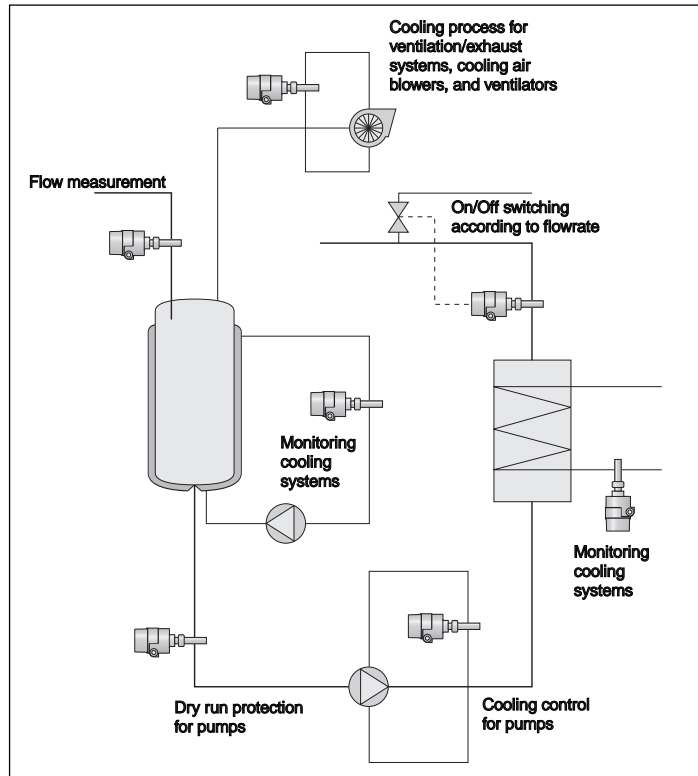 Cooling process for
ventilation/exhaust
systems, cooling air
blowers, and ventilators
Flow measurement
On/Off switching
according to flowrate
Monitoring
cooling
systems
Monitoring
cooling
systems
Dry run protection
for pumps
Cooling control
for pumps